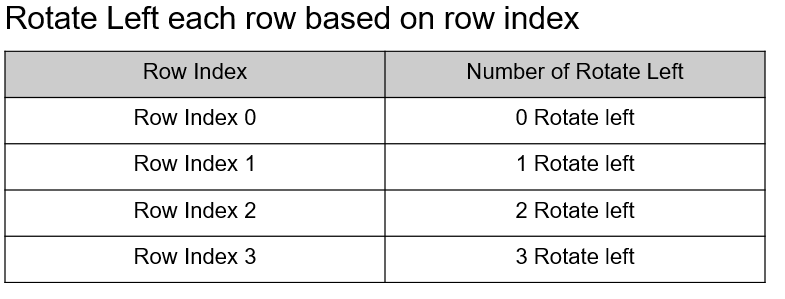 Rotate Left each row based on row index
Row Index Number of Rotate Left
Row Index 0 0 Rotate left
Row Index 1 1 Rotate left
Row Index 2 2 Rotate left
Row Index 3 3 Rotate left